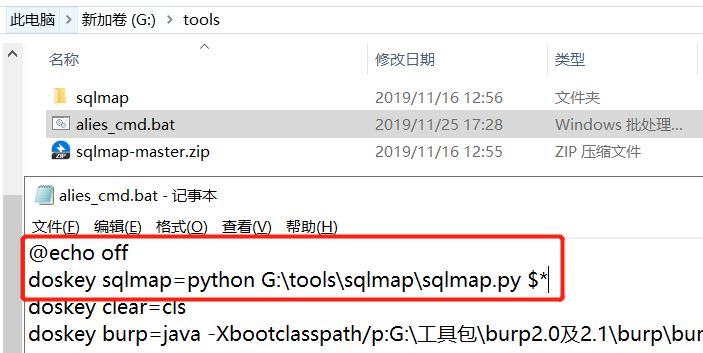 此电脑 > 新加卷 (G:) > tools
名称 修改日期 类型
sqlmap 2019/11/16 12:56 文件夹
alies_cmd.bat 2019/11/25 17:28 Windows 批处理...
sqlmap-master.zip 2019/11/16 12:55 ZIP 压缩文件
alies_cmd.bat - 记事本
文件(F) 编辑(E) 格式(O) 查看(V) 帮助(H)
@echo off
doskey sqlmap=python G:\tools\sqlmap\sqlmap.py $*
doskey clear=cls
doskey burp=java -Xbootclasspath/p:G:\工具包\burp2.0及2.1\burp\bur